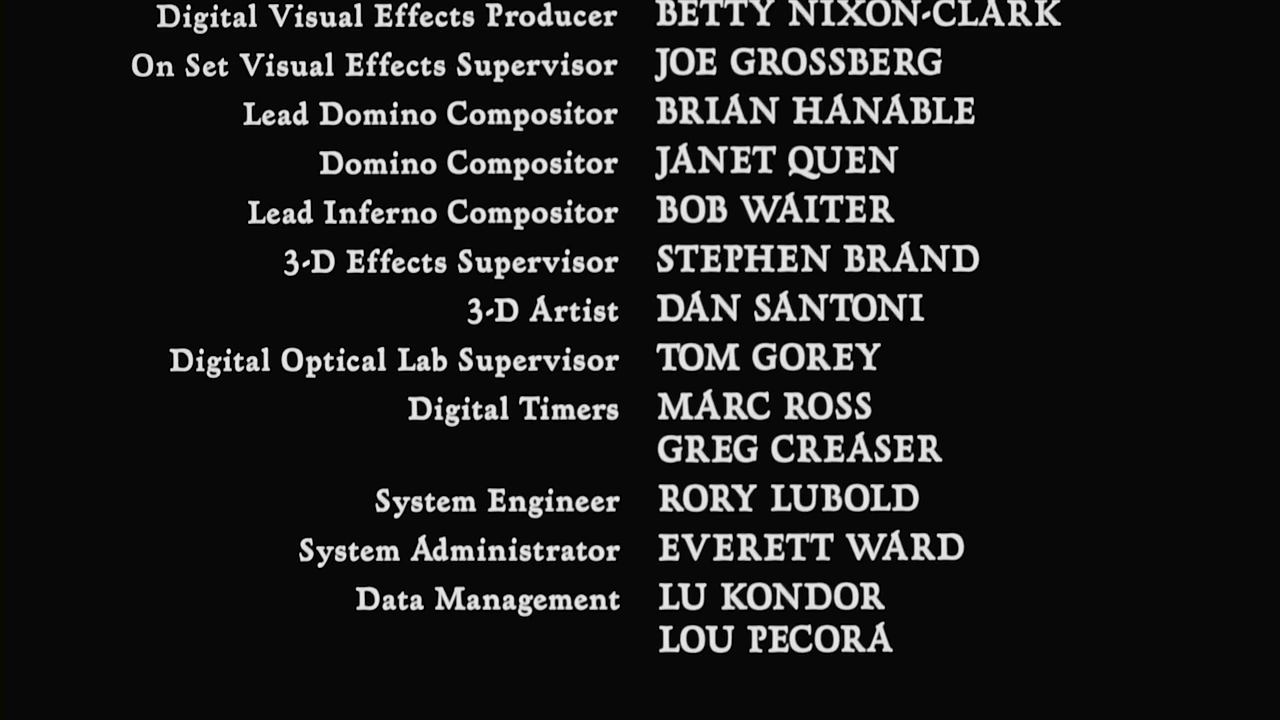 Digital Visual Effects Producer BETTY NIXON-CLARK
On Set Visual Effects Supervisor JOE GROSSBERG
Lead Domino Compositor BRIAN HANABLE
Domino Compositor JANET QUEN
Lead Inferno Compositor BOB WAITER
3-D Effects Supervisor STEPHEN BRAND
3-D Artist DAN SANTONI
Digital Optical Lab Supervisor TOM GOREY
Digital Timers MARC ROSS
GREG CREASER
System Engineer RORY LUBOLD
System Administrator EVERETT WARD
Data Management LU KONDOR
LOU PECORA